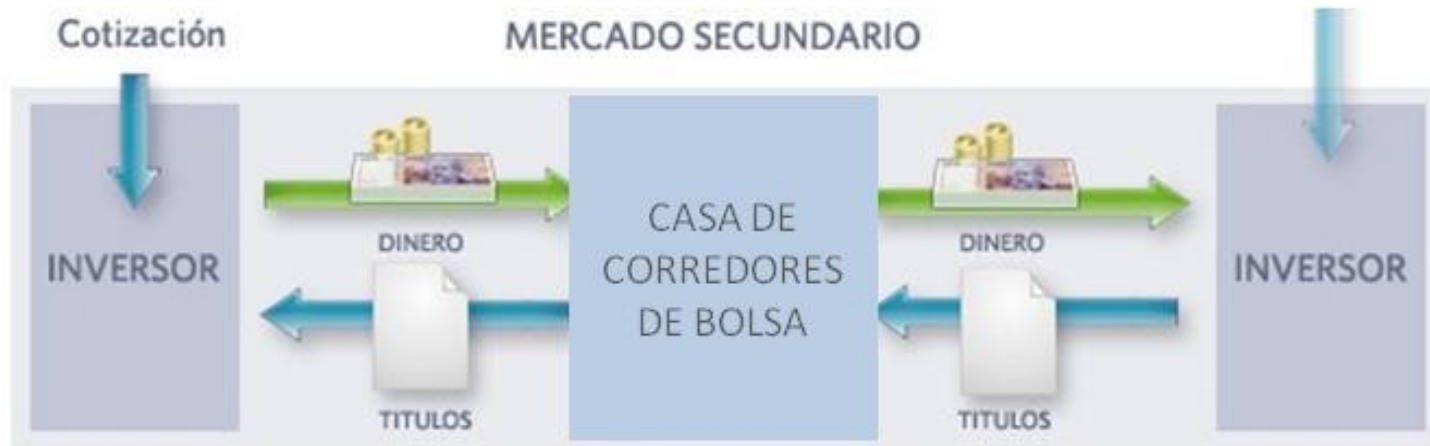 Cotización
MERCADO SECUNDARIO
INVERSOR
DINERO
TITULOS
CASA DE
CORREDORES
DE BOLSA
DINERO
TITULOS
INVERSOR